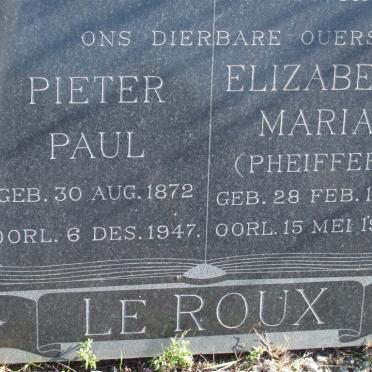 ONS DIERBARE OUERS
PIETER
PAUL
GEB. 30 AUG. 1872
OORL. 6 DES. 1947.
ELIZABE
MARIA
(PHEIFFER
GEB. 28 FEB. 1
OORL. 15 MEI 1
LE ROUX